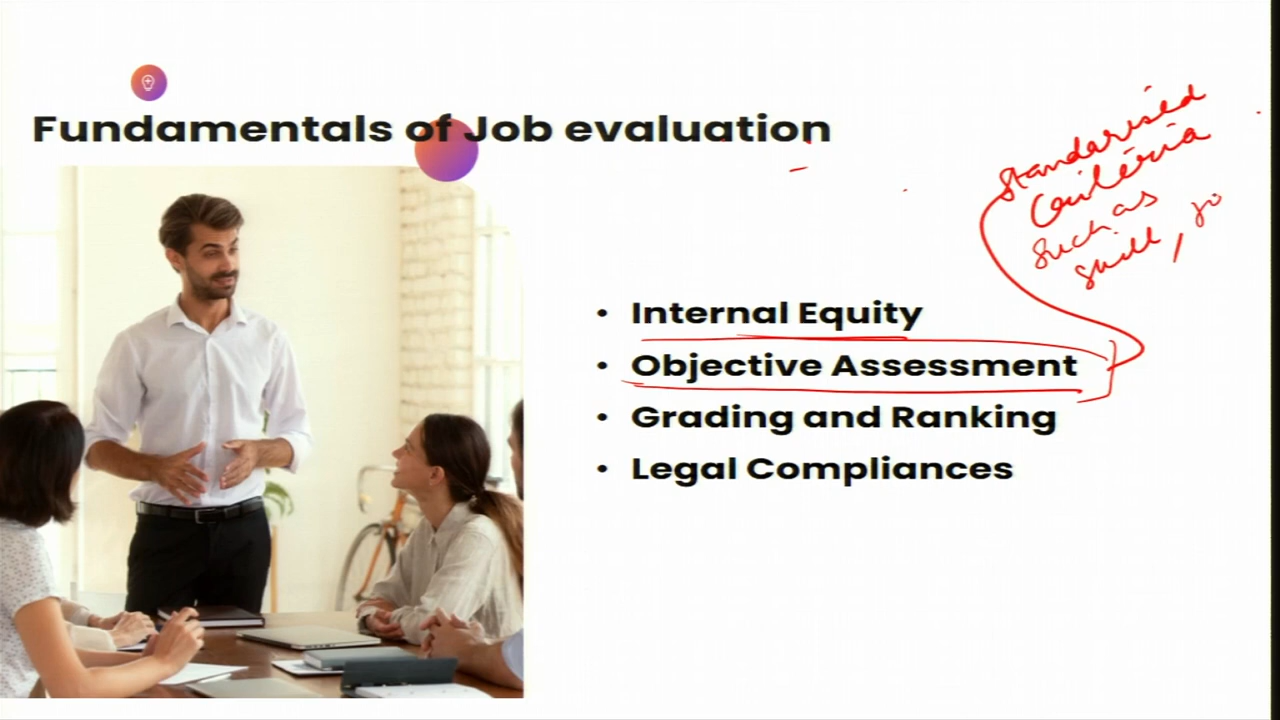 Fundamentals of Job evaluation
standarised
Criteria
such as
skill,
• Internal Equity
• Objective Assessment
• Grading and Ranking
• Legal Compliances